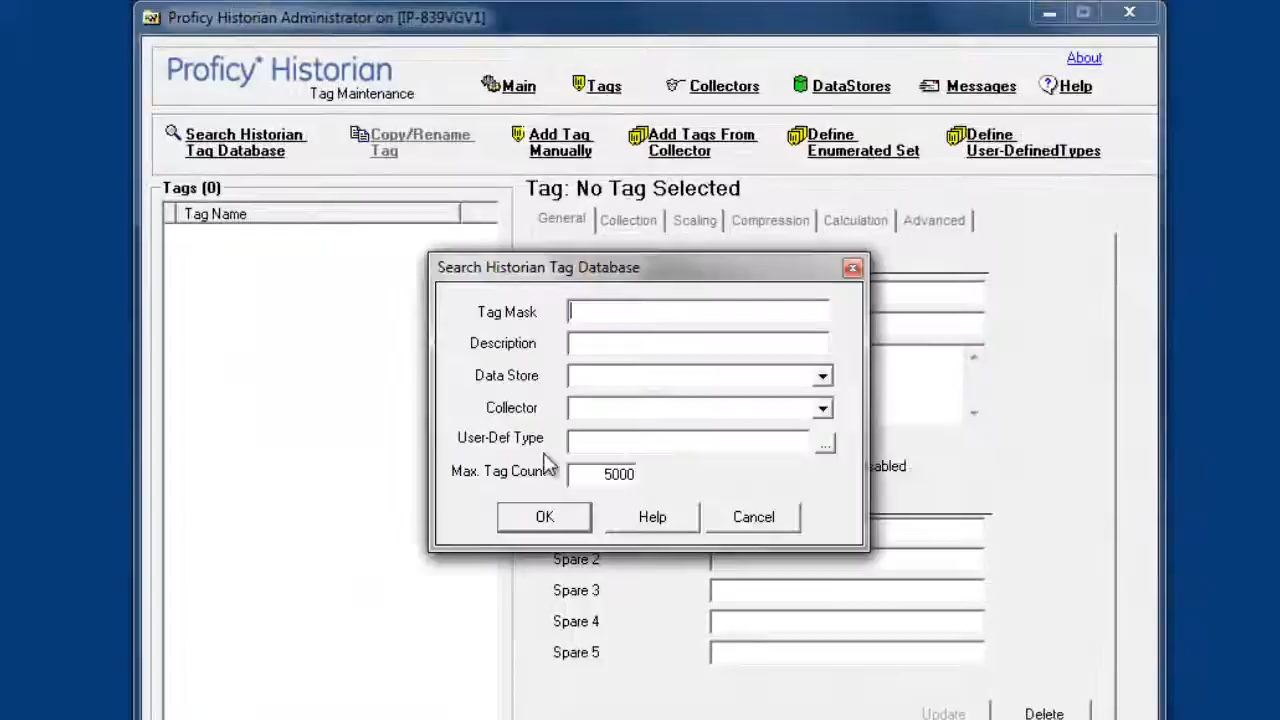 Proficy Historian Administrator on [IP-839VGV1]
Proficy* Historian
Tag Maintenance
Main
Tags
Collectors
DataStores
Messages
About
Help
Search Historian
Tag Database
Copy/Rename
Tag
Add Tag
Manually
Add Tags From
Collector
Define
Enumerated Set
Define
User-DefinedTypes
Tags (0)
Tag Name
Tag: No Tag Selected
General
Collection
Scaling
Compression
Calculation
Advanced
Search Historian Tag Database
Tag Mask
Description
Data Store
Collector
User-Def Type
...
Max. Tag Count
5000
OK
Help
Cancel
abled
Spare 2
Spare 3
Spare 4
Spare 5
Update
Delete